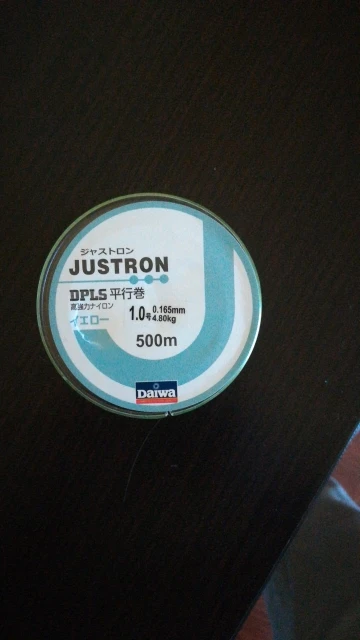 ジャストロン
JUSTRON
DPLS 平行巻
高強力ナイロン
イエロー
1.0号 0.165mm
4.80kg
500m
DAIWA